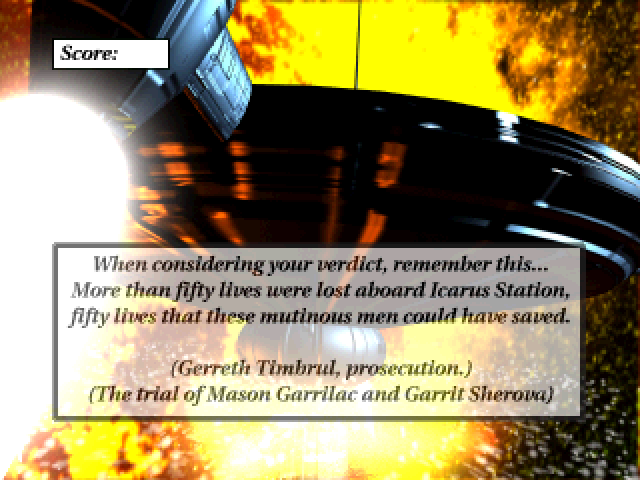 Score:
When considering your verdict, remember this...
More than fifty lives were lost aboard Icarus Station,
fifty lives that these mutinous men could have saved.
(Gerreth Timbrul, prosecution.)
(The trial of Mason Garrilac and Garrit Sherova)